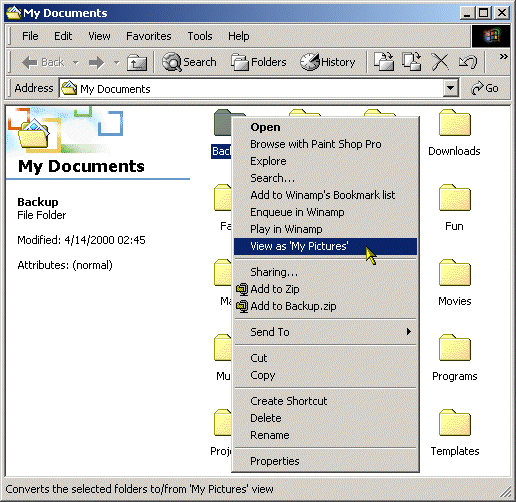 My Documents
File Edit View Favorites Tools Help
Back Search Folders History »
Address My Documents Go
My Documents
Backup
File Folder
Modified: 4/14/2000 02:45
Attributes: (normal)
Back
Downloads
Fa
Fun
Ma
Movies
Mu
Programs
Proj
Templates
Open
Browse with Paint Shop Pro
Explore
Search...
Add to Winamp's Bookmark list
Enqueue in Winamp
Play in Winamp
View as 'My Pictures'
Sharing...
Add to Zip
Add to Backup.zip
Send To
Cut
Copy
Create Shortcut
Delete
Rename
Properties
Converts the selected folders to/from 'My Pictures' view